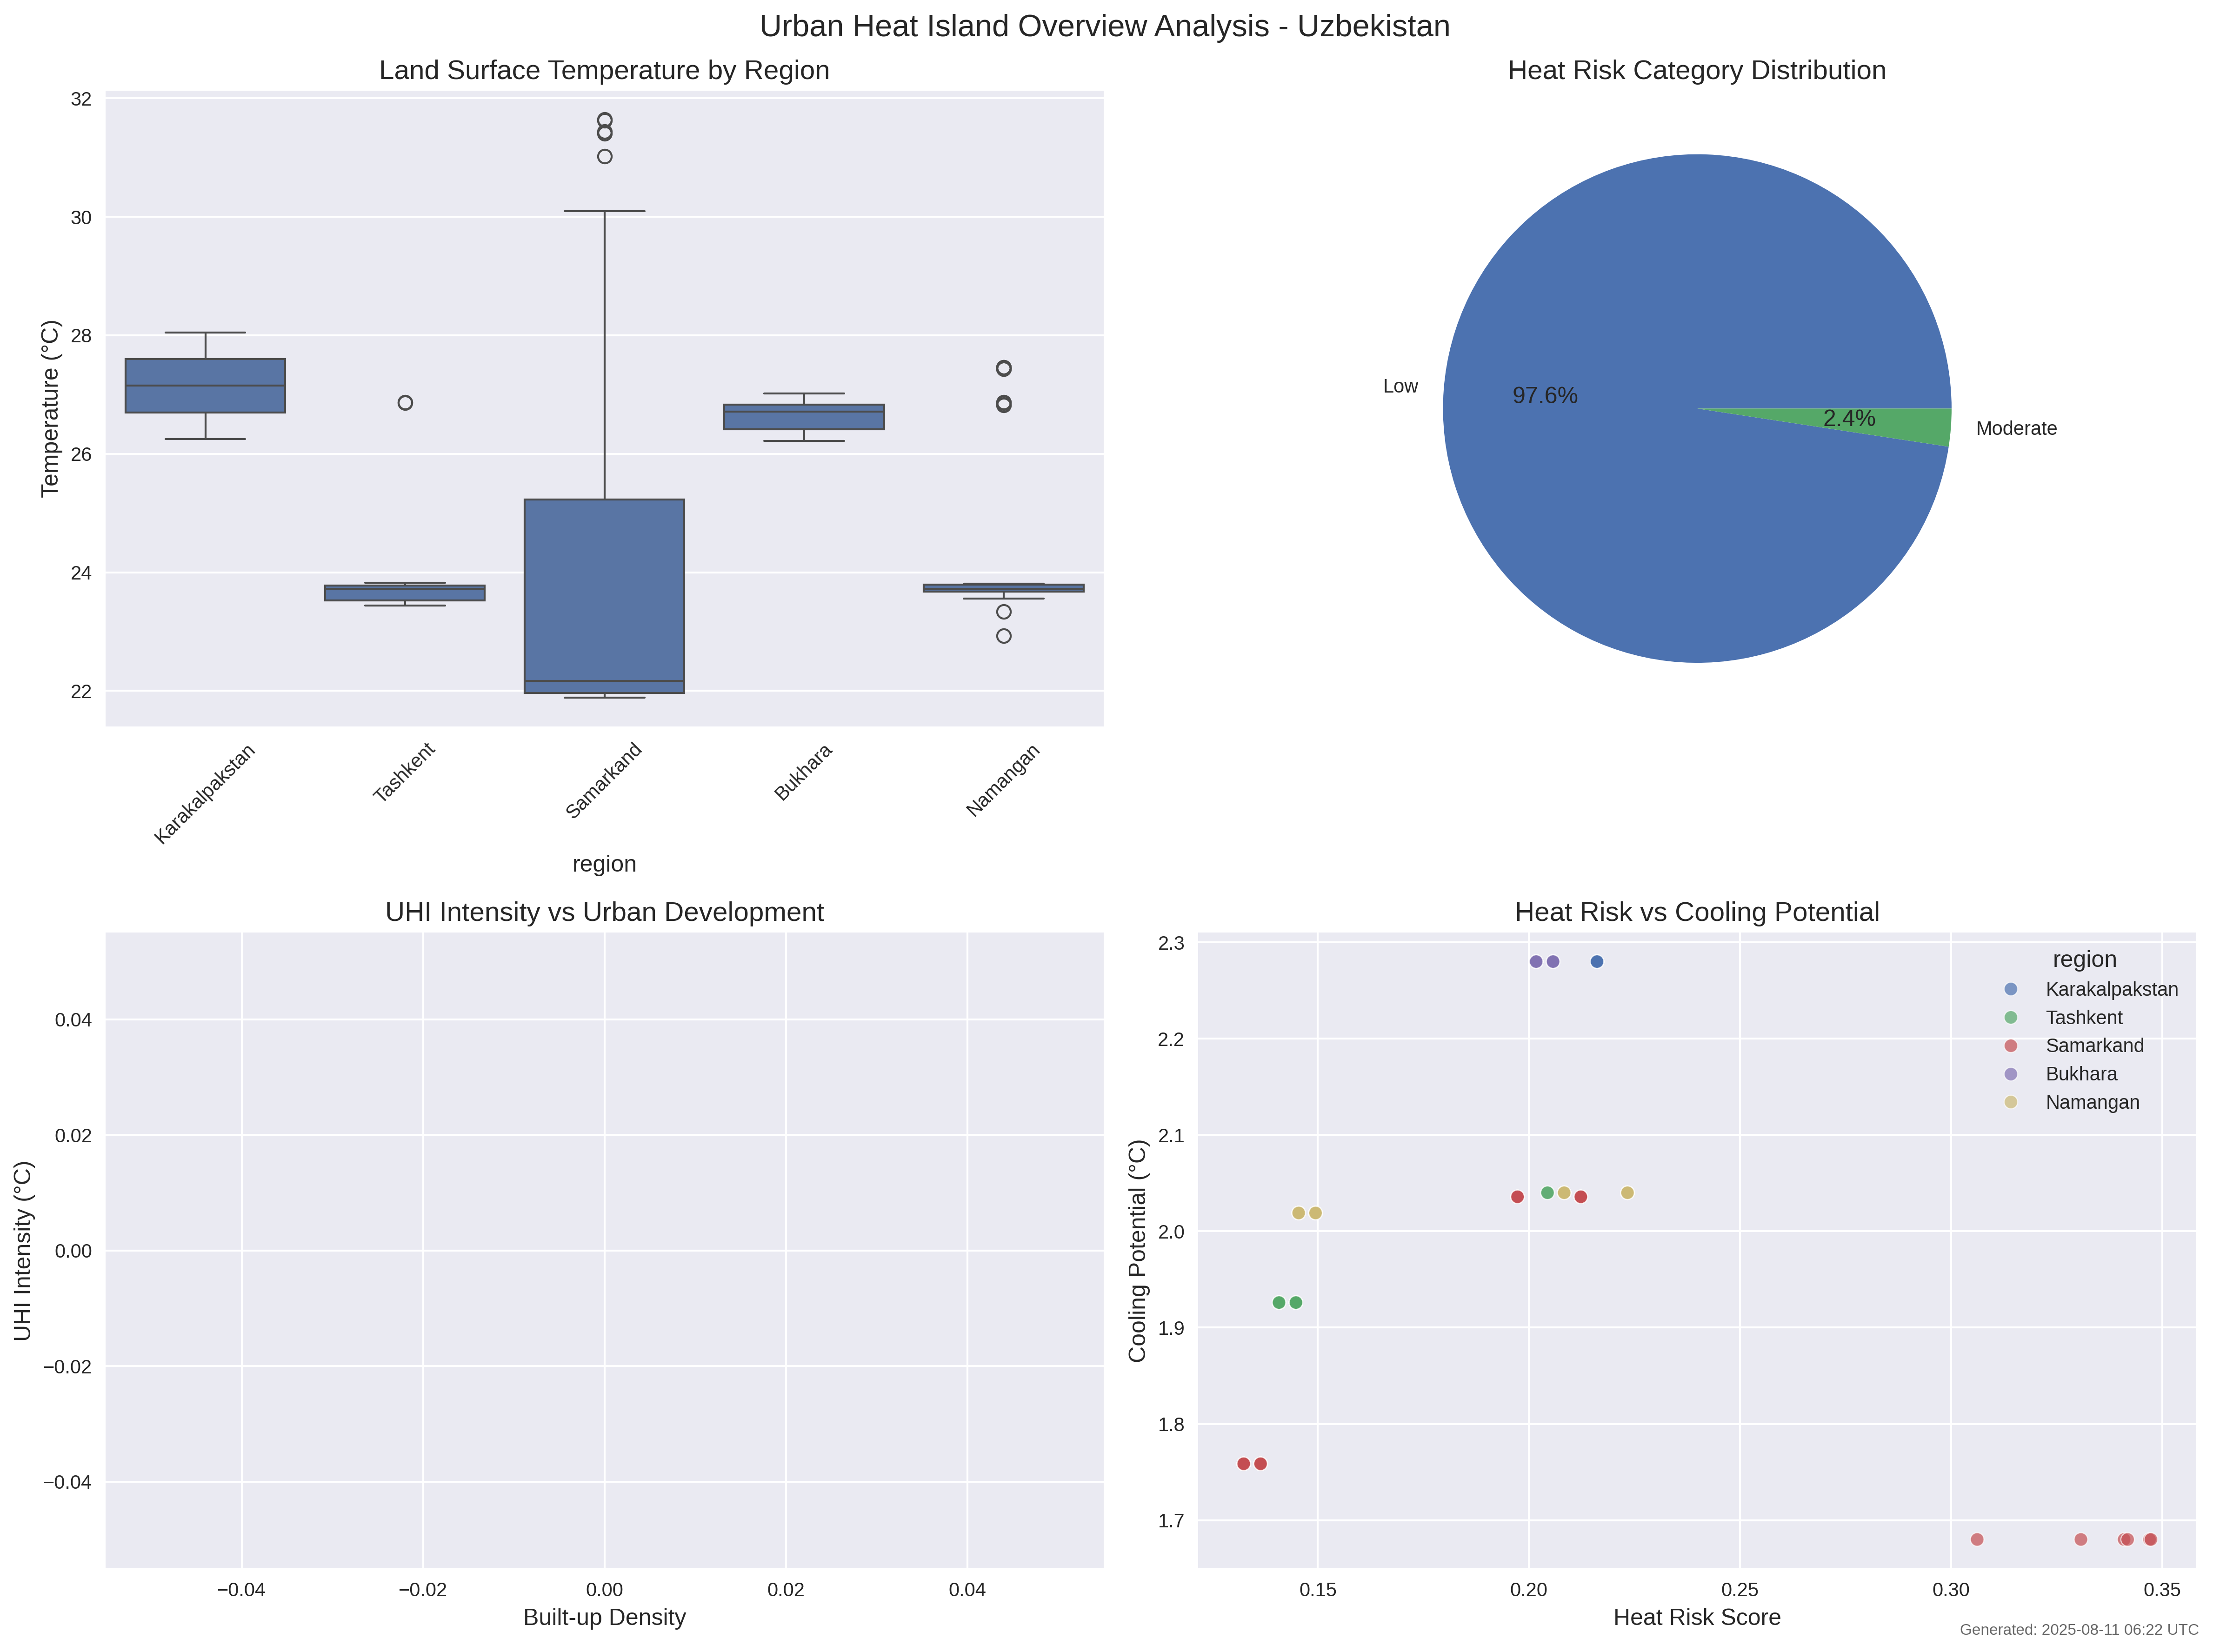 Urban Heat Island Overview Analysis - Uzbekistan
Land Surface Temperature by Region
32
30
28
26
24
22
Temperature (°C)
Karakalpakstan
Tashkent
Samarkand
Bukhara
Namangan
region
Heat Risk Category Distribution
Low
97.6%
2.4%
Moderate
UHI Intensity vs Urban Development
0.04
0.02
0.00
−0.02
−0.04
UHI Intensity (°C)
−0.04
−0.02
0.00
0.02
0.04
Built-up Density
Heat Risk vs Cooling Potential
2.3
2.2
2.1
2.0
1.9
1.8
1.7
Cooling Potential (°C)
region
Karakalpakstan
Tashkent
Samarkand
Bukhara
Namangan
0.15
0.20
0.25
0.30
0.35
Heat Risk Score
Generated: 2025-08-11 06:22 UTC